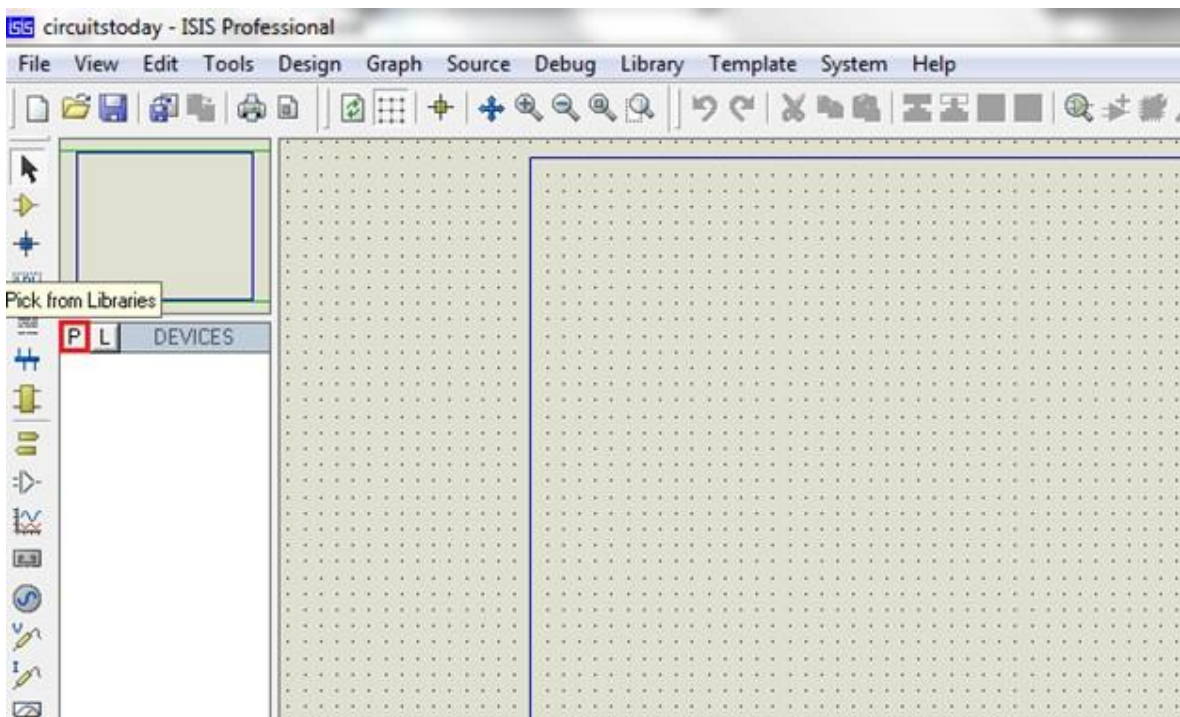 ISIS circuitstoday - ISIS Professional
File View Edit Tools Design Graph Source Debug Library Template System Help
Pick from Libraries
P L DEVICES
V
I